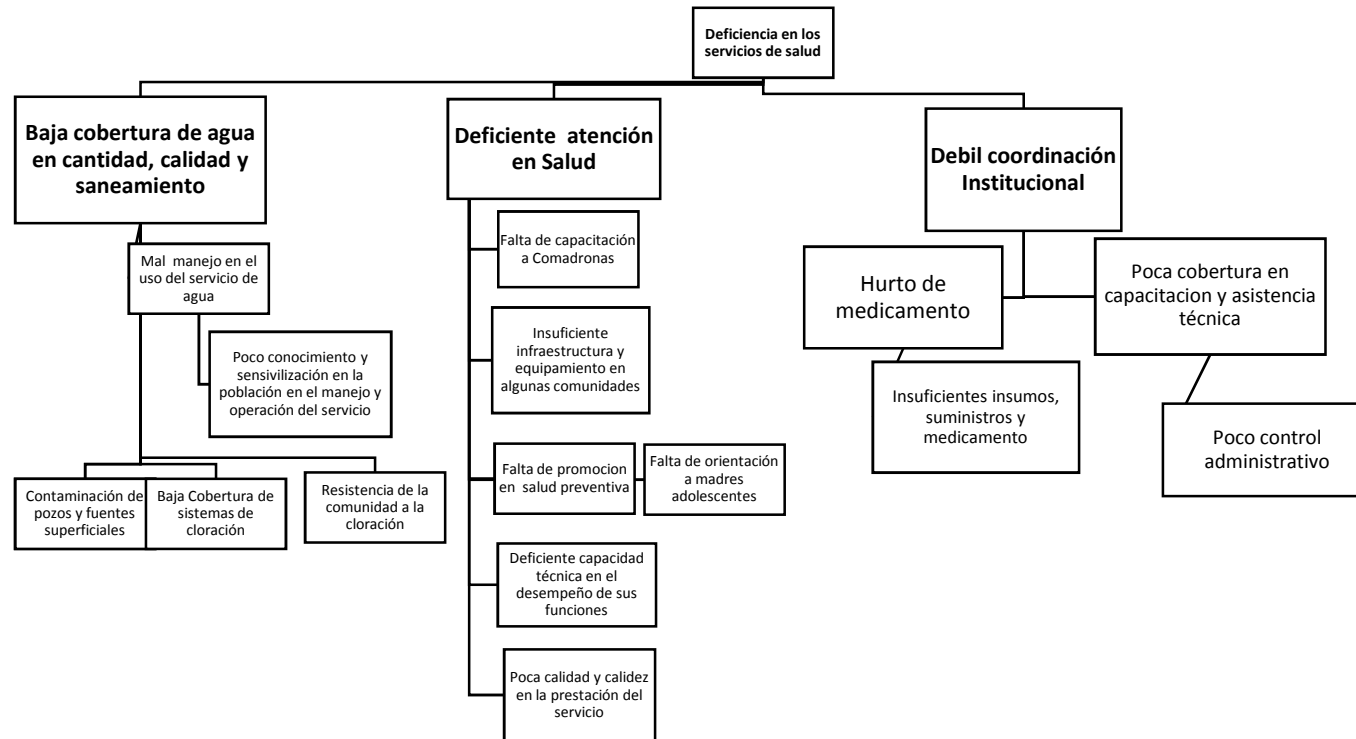 Deficiencia en los
servicios de salud
Baja cobertura de agua
en cantidad, calidad y
saneamiento
Mal manejo en el
uso del servicio de
agua
Poco conocimiento y
sensivilización en la
población en el manejo y
operación del servicio
Contaminación de
pozos y fuentes
superficiales
Baja Cobertura de
sistemas de
cloración
Resistencia de la
comunidad a la
cloración
Deficiente atención
en Salud
Falta de capacitación
a Comadronas
Insuficiente
infraestructura y
equipamiento en
algunas comunidades
Falta de promocion
en salud preventiva
Falta de orientación
a madres
adolescentes
Deficiente capacidad
técnica en el
desempeño de sus
funciones
Poca calidad y calidez
en la prestación del
servicio
Debil coordinación
Institucional
Hurto de
medicamento
Insuficientes insumos,
suministros y
medicamento
Poca cobertura en
capacitacion y asistencia
técnica
Poco control
administrativo